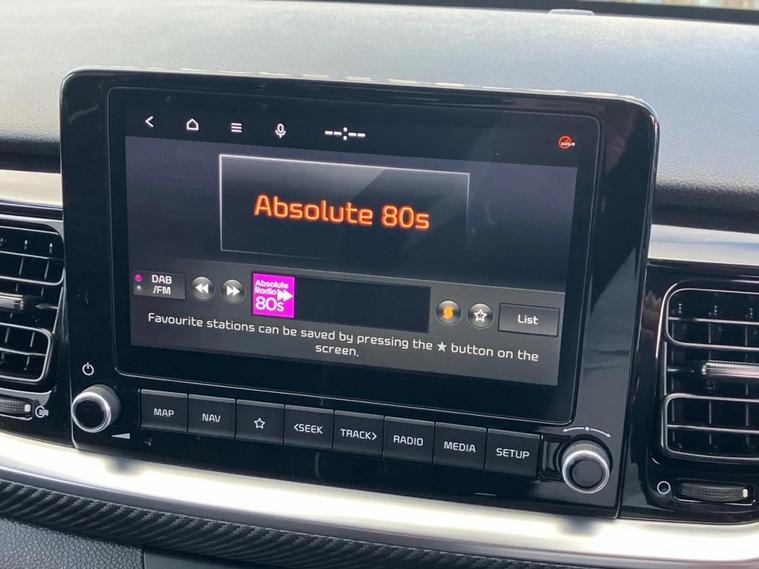 --:--
Absolute 80s
DAB
/FM
Absolute
Radio
80s
List
Favourite stations can be saved by pressing the ★ button on the
screen.
MAP
NAV
☆
<SEEK
TRACK>
RADIO
MEDIA
SETUP